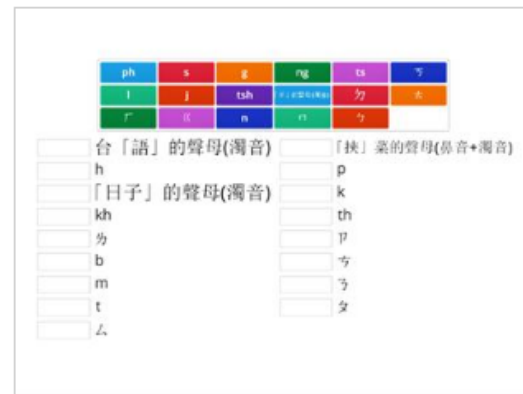 ph s g ng ts ㄎ
l j tsh ㄉ ㄊ
ㄏ ㄍ n ㄇ ㄅ
台「語」的聲母(濁音)
h
「日子」的聲母(濁音)
kh
ㄌ
b
m
t
ㄙ
「挾」菜的聲母(鼻音+濁音)
p
k
th
ㄗ
ㄘ
ㄋ
ㄆ